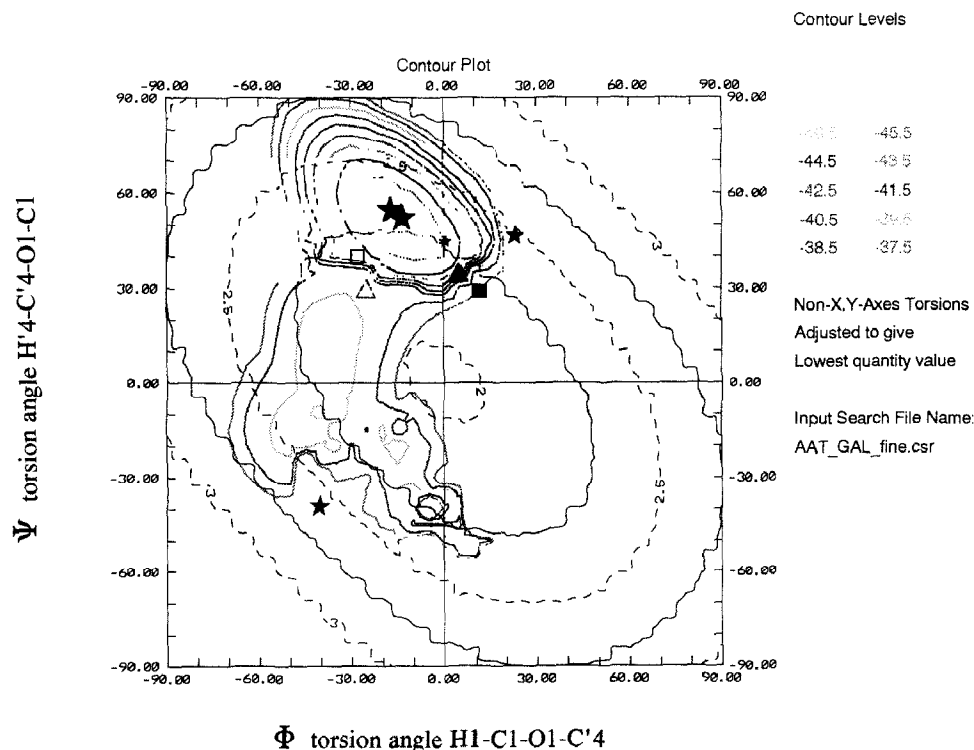 Contour Levels
Contour Plot
-90.00 -60.00 -30.00 0.00 30.00 60.00 90.00
90.00 90.00
60.00 60.00
30.00 30.00
0.00 0.00
-30.00 -30.00
-60.00 -60.00
-90.00 -90.00
-90.00 -60.00 -30.00 0.00 30.00 60.00 90.00
3
2.5
2
2.5
3
3
-45.5
-44.5 -43.5
-42.5 -41.5
-40.5
-38.5 -37.5
Non-X,Y-Axes Torsions
Adjusted to give
Lowest quantity value
Input Search File Name:
AAT_GAL_fine.csr
Ψ torsion angle H'4-C'4-O1-C1
Φ torsion angle H1-C1-O1-C'4